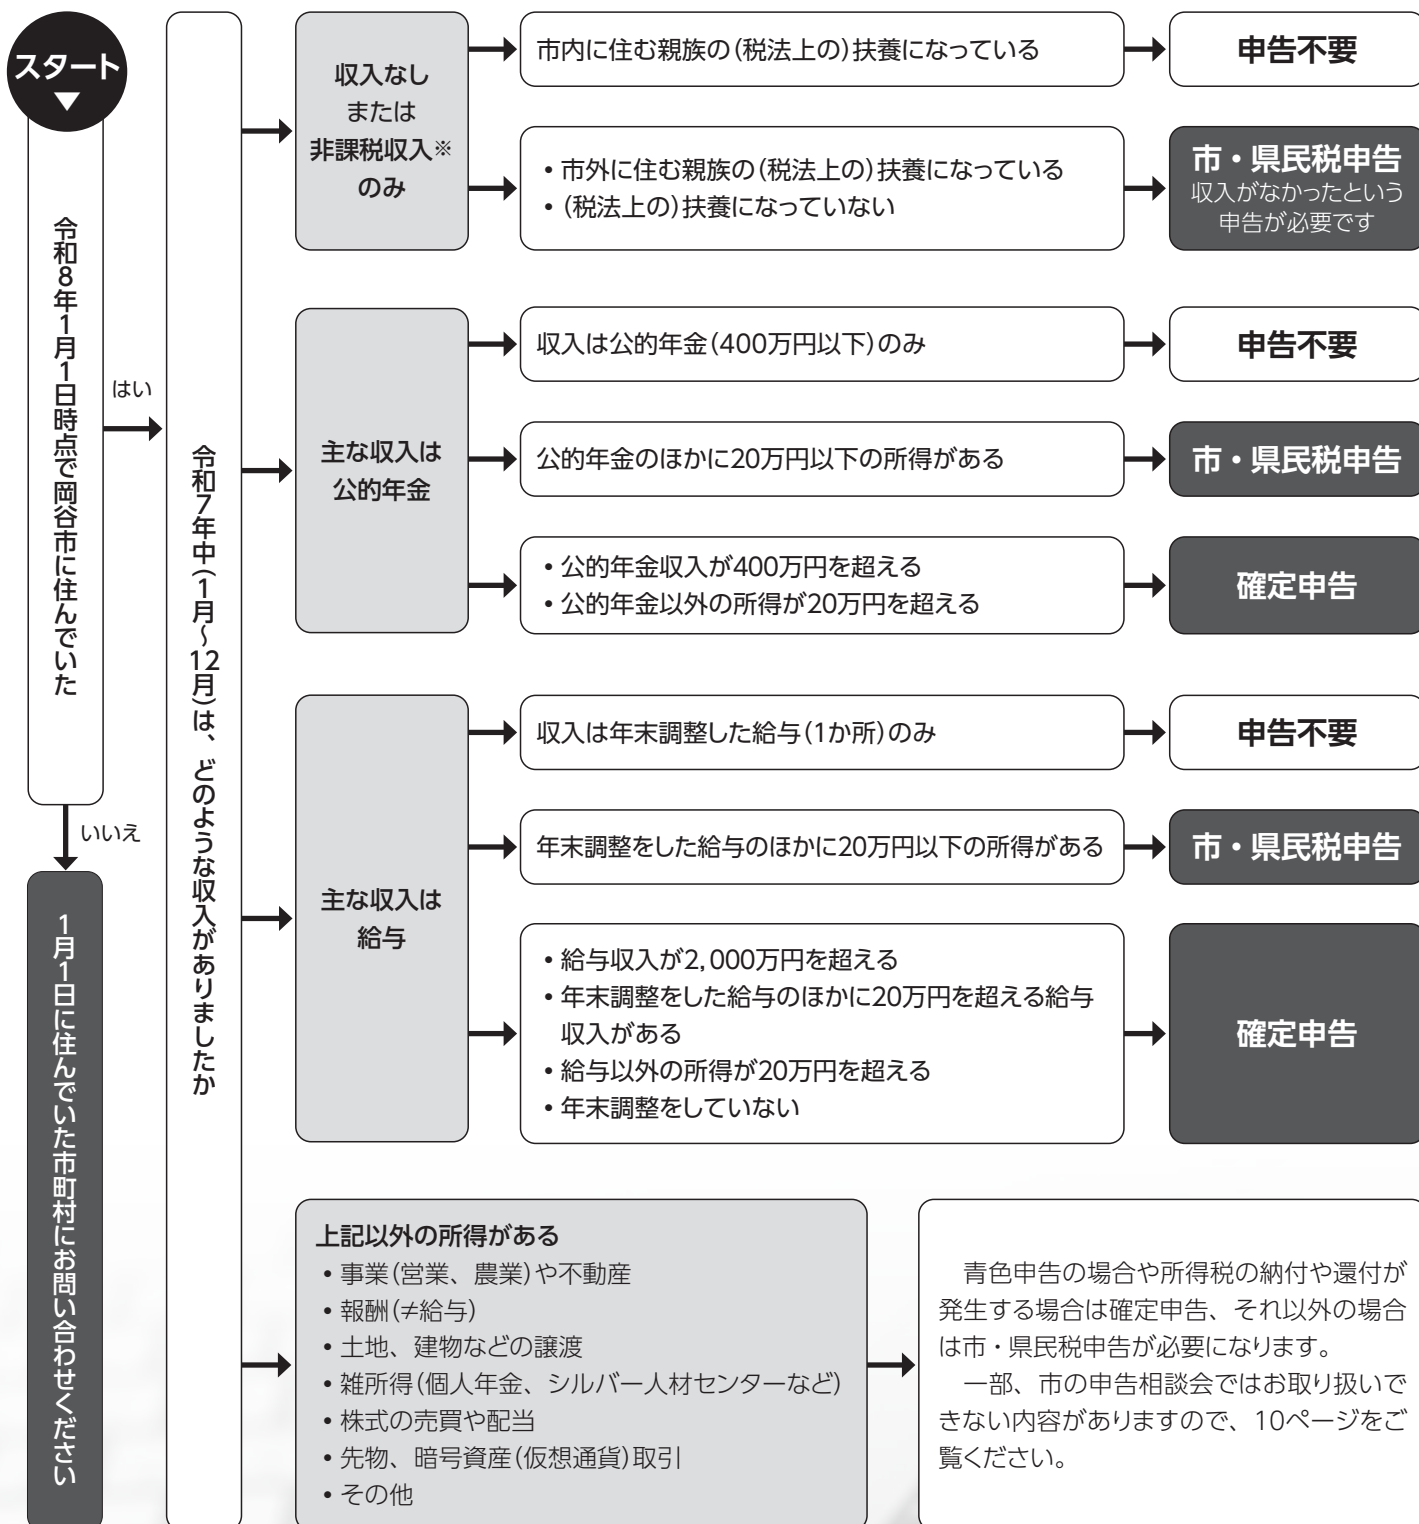 スタート
▼
令和8年1月1日時点で岡谷市に住んでいた
はい
いいえ
1月1日に住んでいた市町村にお問い合わせください
令和7年中(1月～12月)は、どのような収入がありましたか
収入なし
または
非課税収入※
のみ
市内に住む親族の(税法上の)扶養になっている
申告不要
• 市外に住む親族の(税法上の)扶養になっている
• (税法上の)扶養になっていない
市・県民税申告
収入がなかったという
申告が必要です
主な収入は
公的年金
収入は公的年金(400万円以下)のみ
申告不要
公的年金のほかに20万円以下の所得がある
市・県民税申告
• 公的年金収入が400万円を超える
• 公的年金以外の所得が20万円を超える
確定申告
主な収入は
給与
収入は年末調整した給与(1か所)のみ
申告不要
年末調整をした給与のほかに20万円以下の所得がある
市・県民税申告
• 給与収入が2,000万円を超える
• 年末調整をした給与のほかに20万円を超える給与
収入がある
• 給与以外の所得が20万円を超える
• 年末調整をしていない
確定申告
上記以外の所得がある
• 事業(営業、農業)や不動産
• 報酬(≠給与)
• 土地、建物などの譲渡
• 雑所得(個人年金、シルバー人材センターなど)
• 株式の売買や配当
• 先物、暗号資産(仮想通貨)取引
• その他
青色申告の場合や所得税の納付や還付が
発生する場合は確定申告、それ以外の場合
は市・県民税申告が必要になります。
一部、市の申告相談会ではお取り扱いで
きない内容がありますので、10ページをご
覧ください。